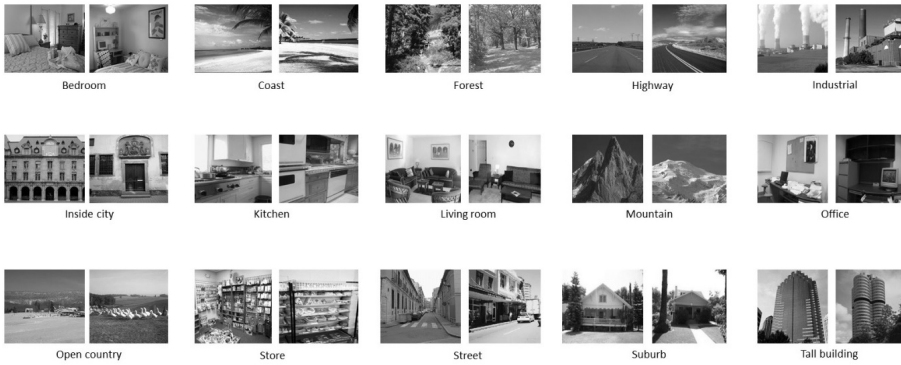 Bedroom
Coast
Forest
Highway
Industrial
Inside city
Kitchen
Living room
Mountain
Office
Open country
Store
Street
Suburb
Tall building